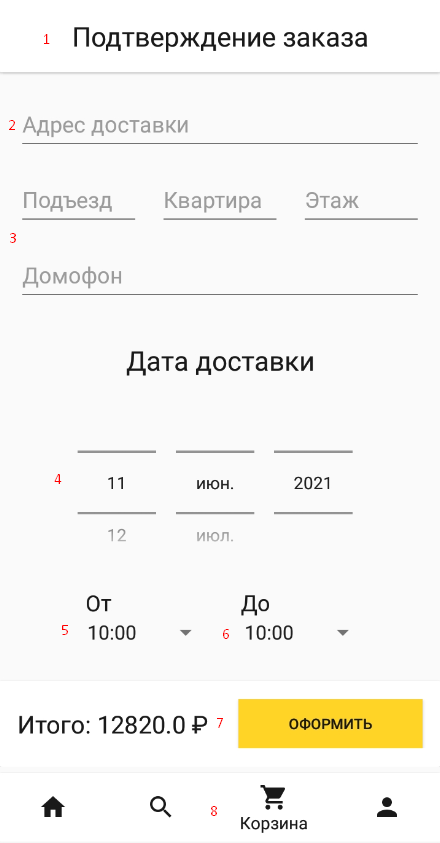 1 Подтверждение заказа
2 Адрес доставки
Подъезд Квартира Этаж
3
Домофон
Дата доставки
4 11 июн. 2021
12 июл.
От До
5 10:00 6 10:00
Итого: 12820.0 ₽ 7 ОФОРМИТЬ
8
Корзина